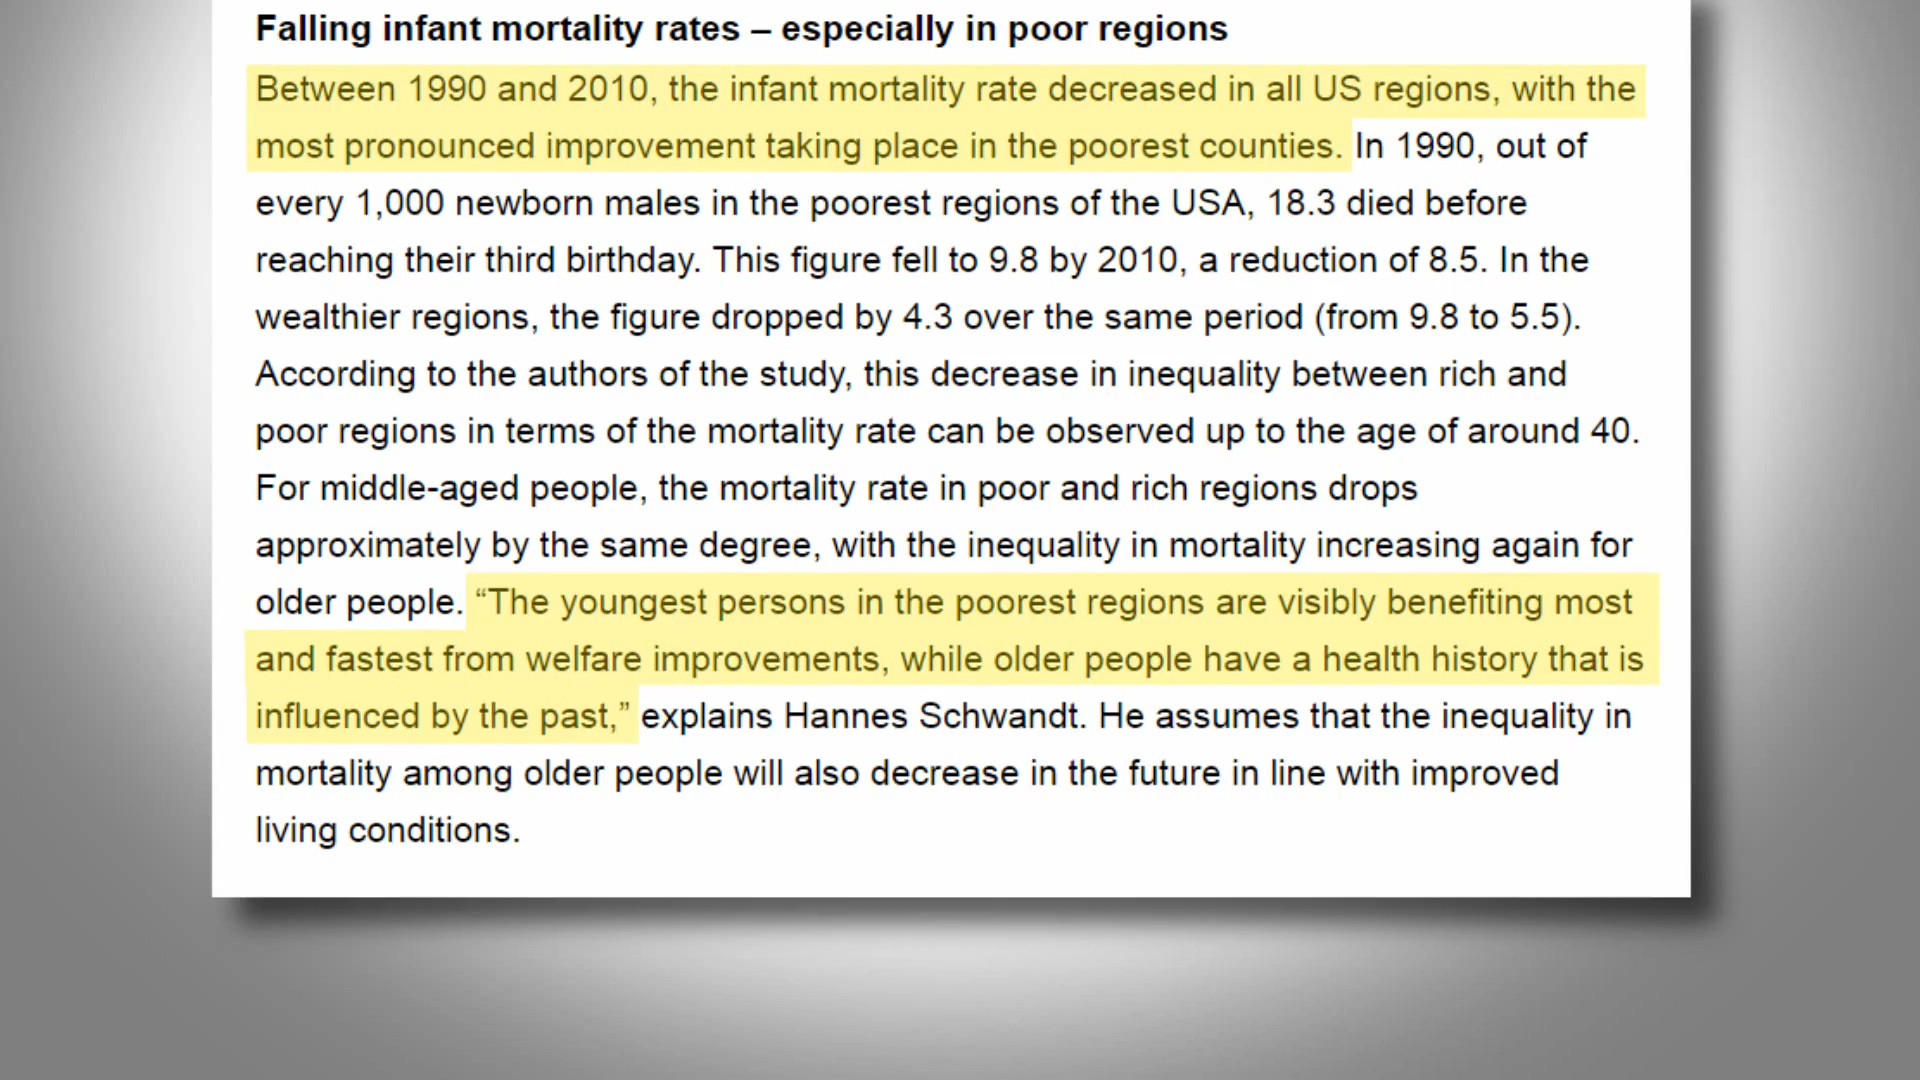 Falling infant mortality rates – especially in poor regions
Between 1990 and 2010, the infant mortality rate decreased in all US regions, with the
most pronounced improvement taking place in the poorest counties. In 1990, out of
every 1,000 newborn males in the poorest regions of the USA, 18.3 died before
reaching their third birthday. This figure fell to 9.8 by 2010, a reduction of 8.5. In the
wealthier regions, the figure dropped by 4.3 over the same period (from 9.8 to 5.5).
According to the authors of the study, this decrease in inequality between rich and
poor regions in terms of the mortality rate can be observed up to the age of around 40.
For middle-aged people, the mortality rate in poor and rich regions drops
approximately by the same degree, with the inequality in mortality increasing again for
older people. “The youngest persons in the poorest regions are visibly benefiting most
and fastest from welfare improvements, while older people have a health history that is
influenced by the past,” explains Hannes Schwandt. He assumes that the inequality in
mortality among older people will also decrease in the future in line with improved
living conditions.